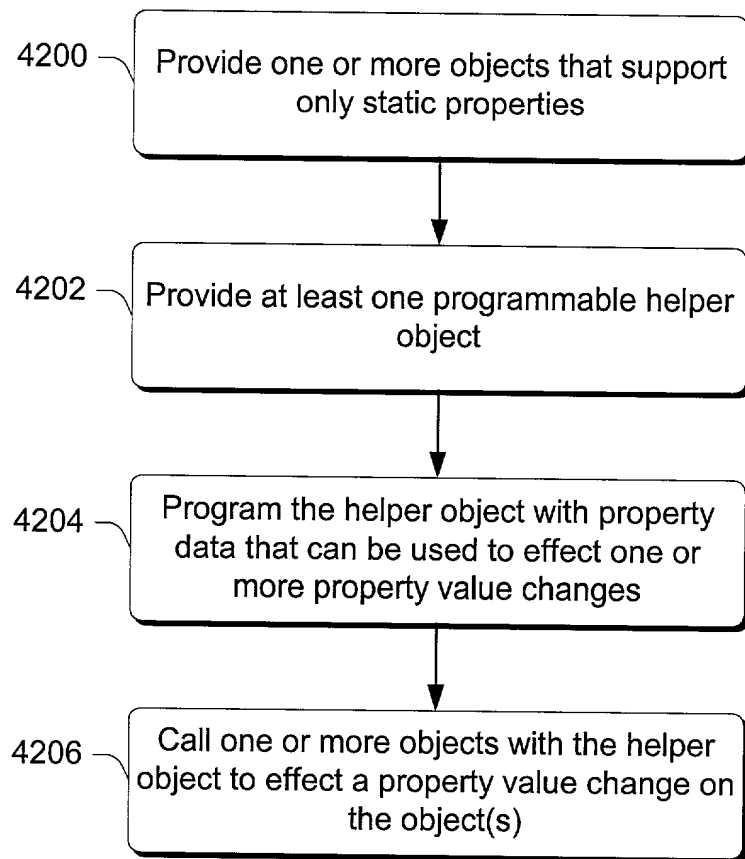 4200
Provide one or more objects that support
only static properties
4202
Provide at least one programmable helper
object
4204
Program the helper object with property
data that can be used to effect one or
more property value changes
4206
Call one or more objects with the helper
object to effect a property value change on
the object(s)